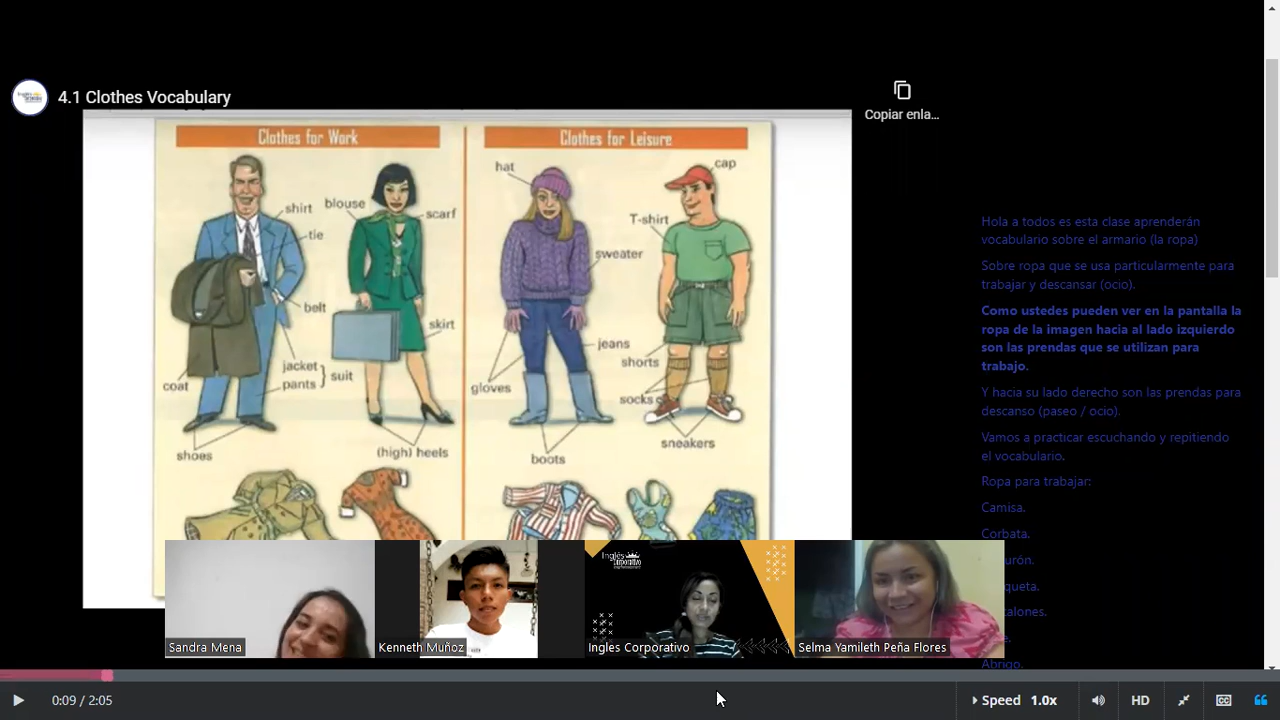 4.1 Clothes Vocabulary
Copiar enla...
Clothes for Work
Clothes for Leisure
shirt
blouse
scarf
tie
belt
skirt
jacket
pants
suit
coat
shoes
(high) heels
hat
cap
T-shirt
sweater
jeans
shorts
gloves
socks
sneakers
boots
Hola a todos es esta clase aprenderán
vocabulario sobre el armario (la ropa)
Sobre ropa que se usa particularmente para
trabajar y descansar (ocio).
Como ustedes pueden ver en la pantalla la
ropa de la imagen hacia al lado izquierdo
son las prendas que se utilizan para
trabajo.
Y hacia su lado derecho son las prendas para
descanso (paseo / ocio).
Vamos a practicar escuchando y repitiendo
el vocabulario.
Ropa para trabajar:
Camisa.
Corbata.
Abrigo.
Inglés
Corporativo
Sandra Mena
Kenneth Muñoz
Ingles Corporativo
Selma Yamileth Peña Flores
0:09 / 2:05
Speed 1.0x
HD
CC